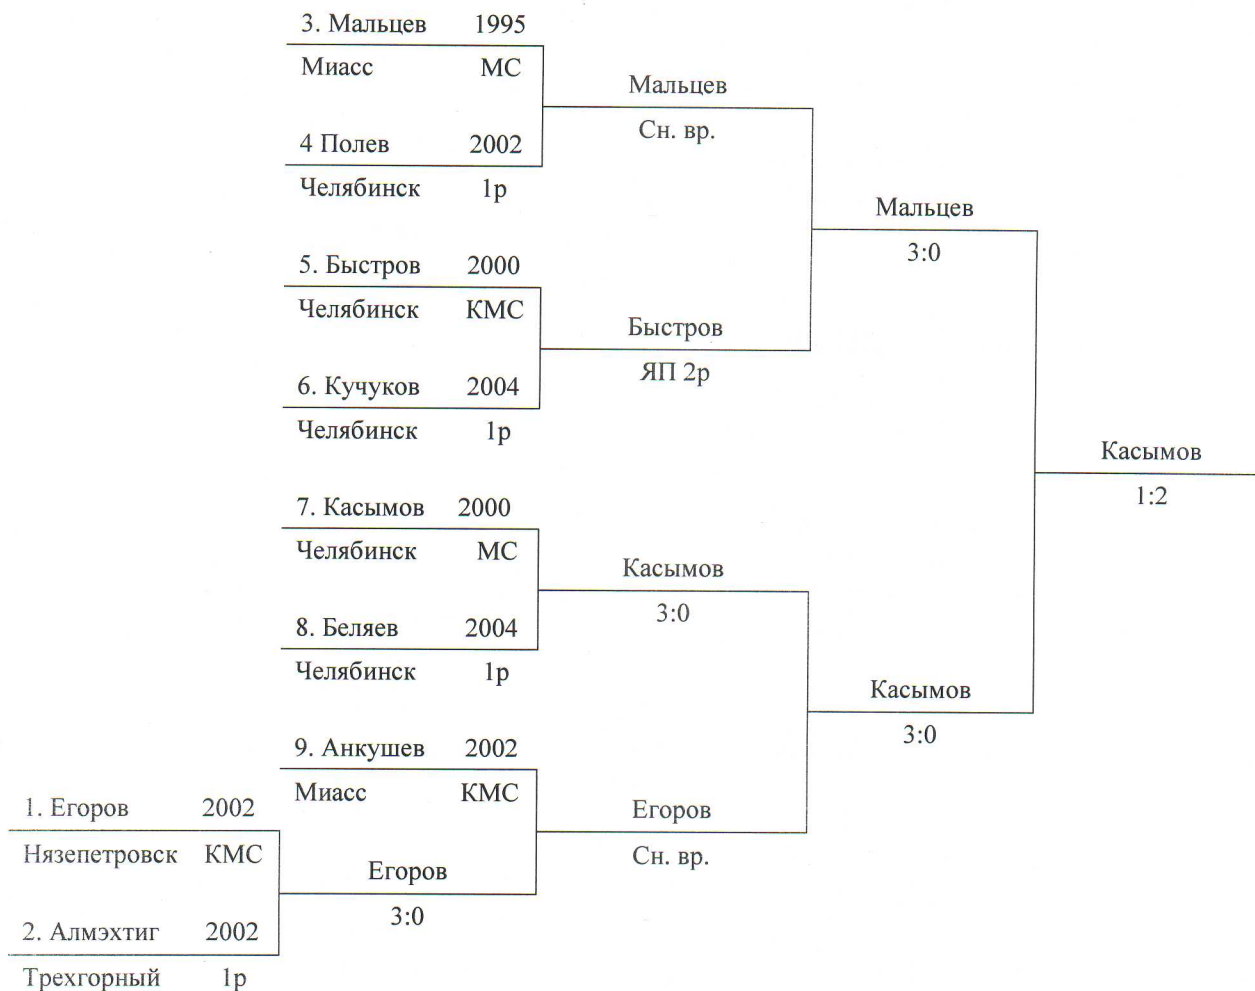 3. Мальцев 1995
Миасс МС
Мальцев
Сн. вр.
4 Полев 2002
Челябинск 1р
Мальцев
3:0
5. Быстров 2000
Челябинск КМС
Быстров
ЯП 2р
6. Кучуков 2004
Челябинск 1р
Касымов
1:2
7. Касымов 2000
Челябинск МС
Касымов
3:0
8. Беляев 2004
Челябинск 1р
Касымов
3:0
9. Анкушев 2002
Миасс КМС
1. Егоров 2002
Нязепетровск КМС
Егоров
Сн. вр.
Егоров
3:0
2. Алмэхтиг 2002
Трехгорный 1р